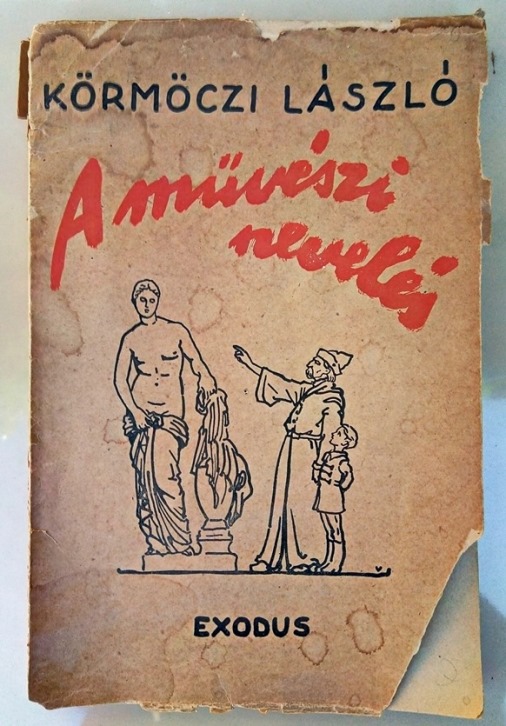 KÖRMÖCZI LÁSZLÓ
A művészi
nevelés
EXODUS